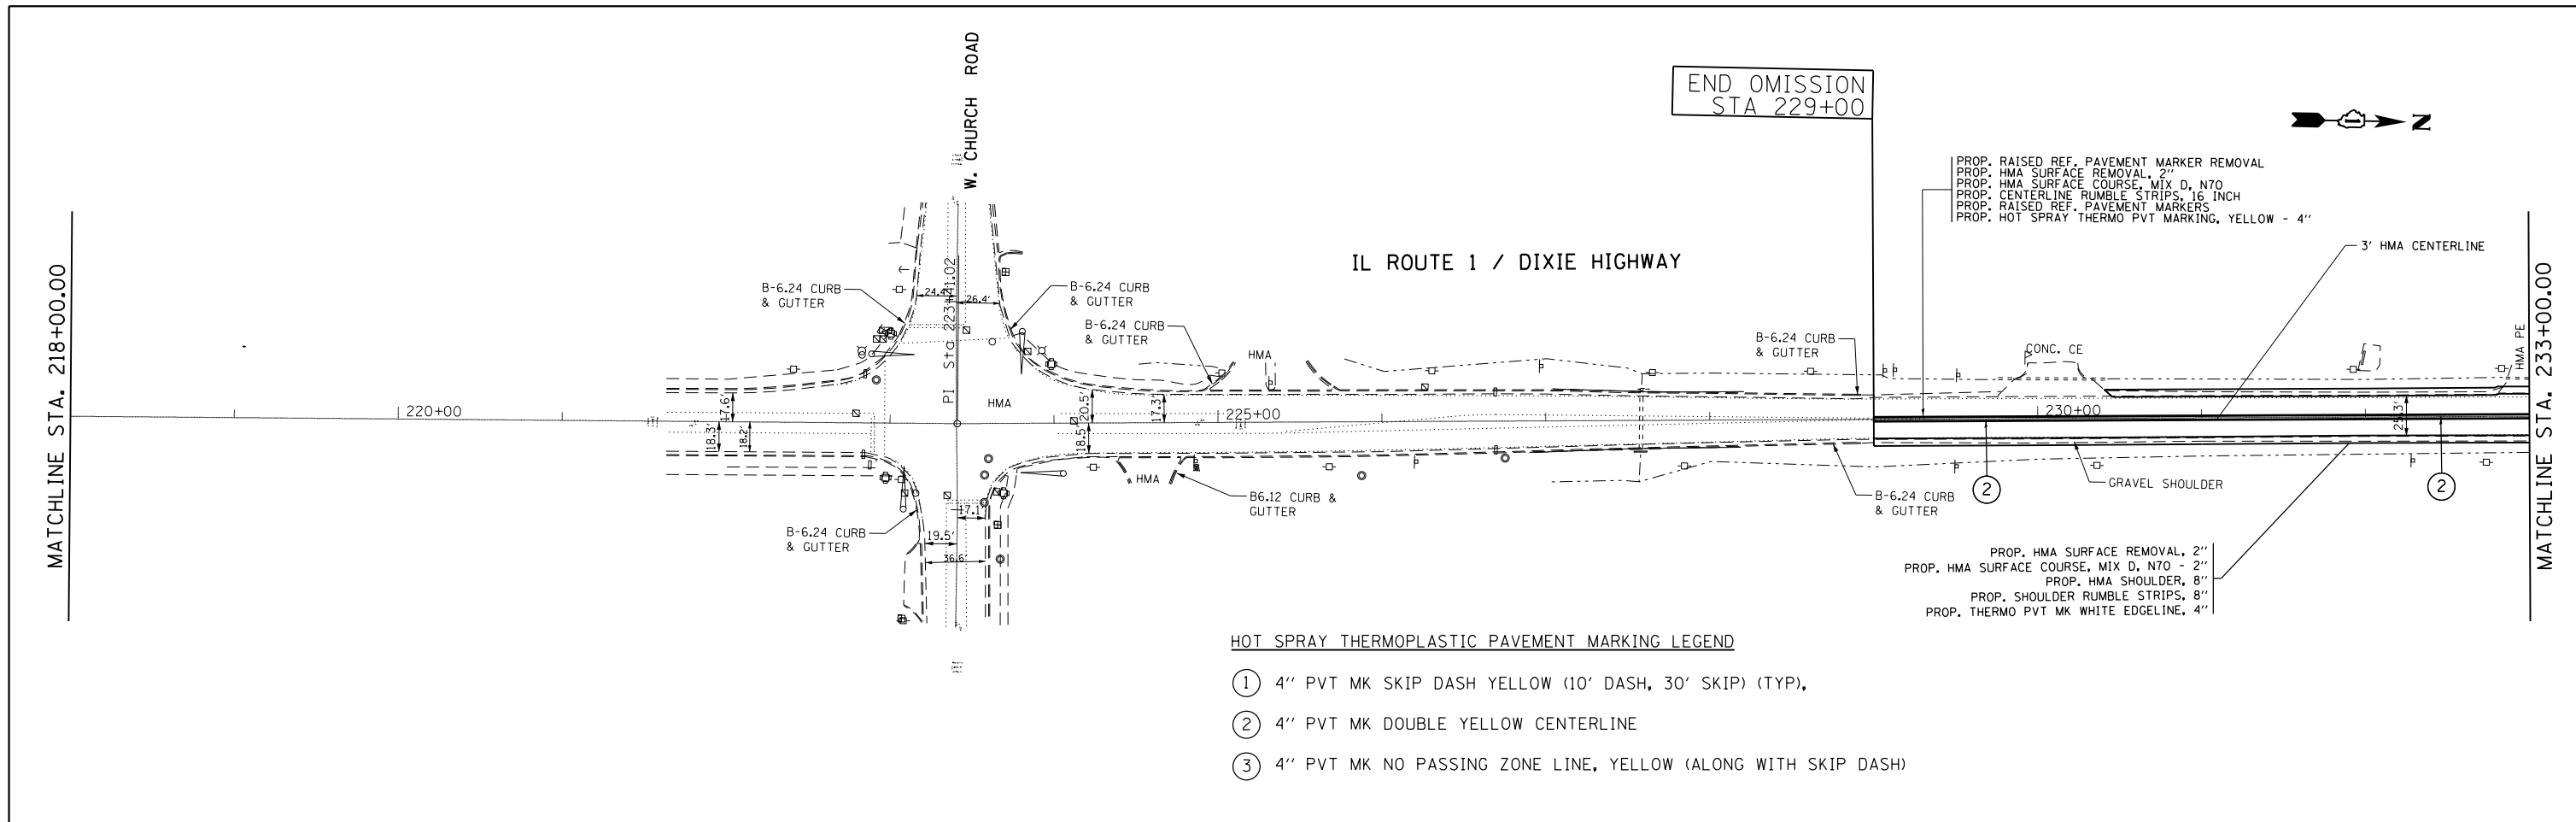 W. CHURCH ROAD
END OMISSION
STA 229+00
N
1
PROP. RAISED REF. PAVEMENT MARKER REMOVAL
PROP. HMA SURFACE REMOVAL, 2"
PROP. HMA SURFACE COURSE, MIX D, N70
PROP. CENTERLINE RUMBLE STRIPS, 16 INCH
PROP. RAISED REF. PAVEMENT MARKERS
PROP. HOT SPRAY THERMO PVT MARKING, YELLOW - 4"
3' HMA CENTERLINE
IL ROUTE 1 / DIXIE HIGHWAY
MATCHLINE STA. 218+00.00
MATCHLINE STA. 233+00.00
B-6.24 CURB
& GUTTER
24.4'
26.4'
PI Sta 223+41.02
B-6.24 CURB
& GUTTER
B-6.24 CURB
& GUTTER
HMA
B-6.24 CURB
& GUTTER
CONC. CE
HMA PE
220+00
17.6'
18.3'
18.2'
HMA
20.5'
18.5'
17.3'
225+00
230+00
25.3'
HMA
B6.12 CURB &
GUTTER
B-6.24 CURB
& GUTTER
2
GRAVEL SHOULDER
2
B-6.24 CURB
& GUTTER
17.1'
19.5'
36.6'
PROP. HMA SURFACE REMOVAL, 2"
PROP. HMA SURFACE COURSE, MIX D, N70 - 2"
PROP. HMA SHOULDER, 8"
PROP. SHOULDER RUMBLE STRIPS, 8"
PROP. THERMO PVT MK WHITE EDGELINE, 4"
HOT SPRAY THERMOPLASTIC PAVEMENT MARKING LEGEND
1 4" PVT MK SKIP DASH YELLOW (10' DASH, 30' SKIP) (TYP),
2 4" PVT MK DOUBLE YELLOW CENTERLINE
3 4" PVT MK NO PASSING ZONE LINE, YELLOW (ALONG WITH SKIP DASH)